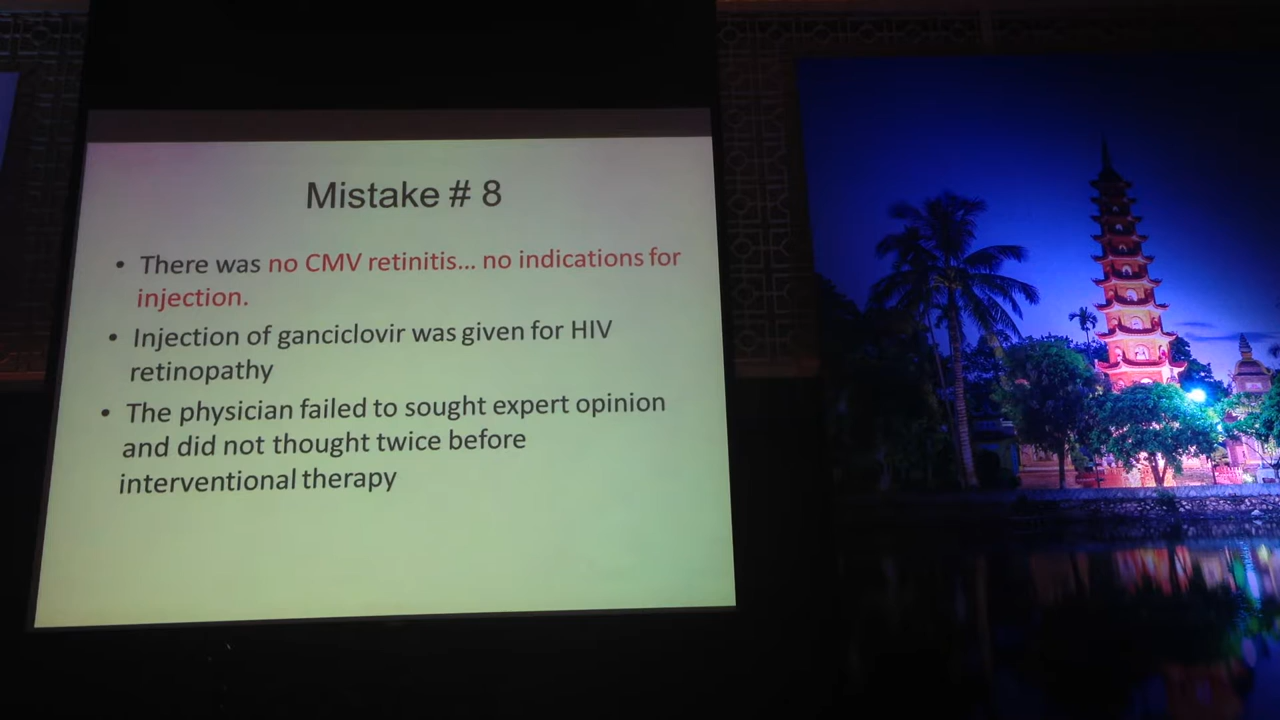 Mistake # 8
• There was no CMV retinitis... no indications for
injection.
• Injection of ganciclovir was given for HIV
retinopathy
• The physician failed to sought expert opinion
and did not thought twice before
interventional therapy